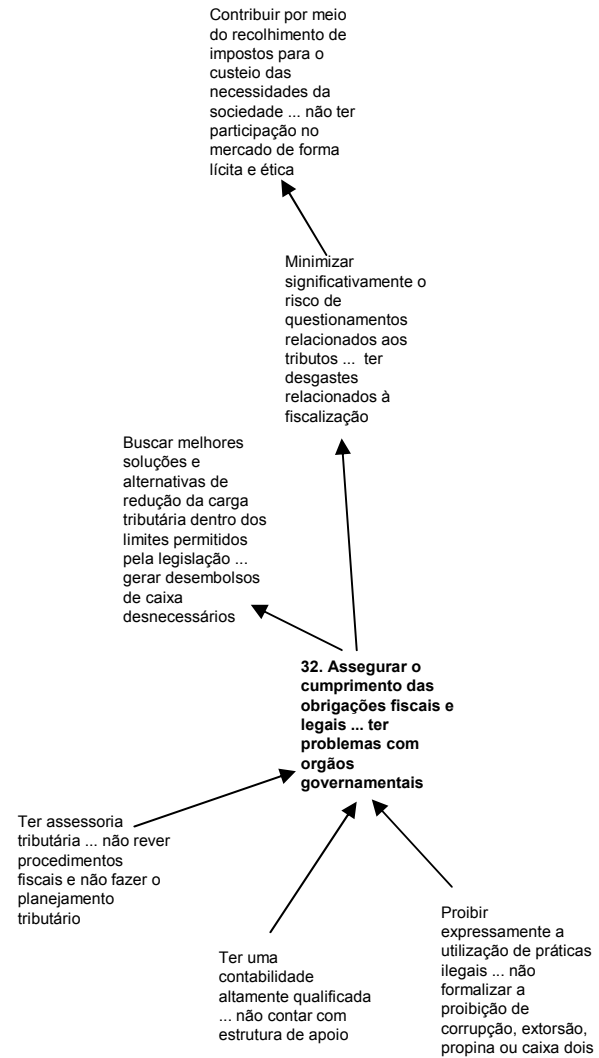 Contribuir por meio
do recolhimento de
impostos para o
custeio das
necessidades da
sociedade ... não ter
participação no
mercado de forma
lícita e ética
Minimizar
significativamente o
risco de
questionamentos
relacionados aos
tributos ... ter
desgastes
relacionados à
fiscalização
Buscar melhores
soluções e
alternativas de
redução da carga
tributária dentro dos
limites permitidos
pela legislação ...
gerar desembolsos
de caixa
desnecessários
32. Assegurar o
cumprimento das
obrigações fiscais e
legais ... ter
problemas com
orgãos
governamentais
Ter assessoria
tributária ... não rever
procedimentos
fiscais e não fazer o
planejamento
tributário
Ter uma
contabilidade
altamente qualificada
... não contar com
estrutura de apoio
Proibir
expressamente a
utilização de práticas
ilegais ... não
formalizar a
proibição de
corrupção, extorsão,
propina ou caixa dois